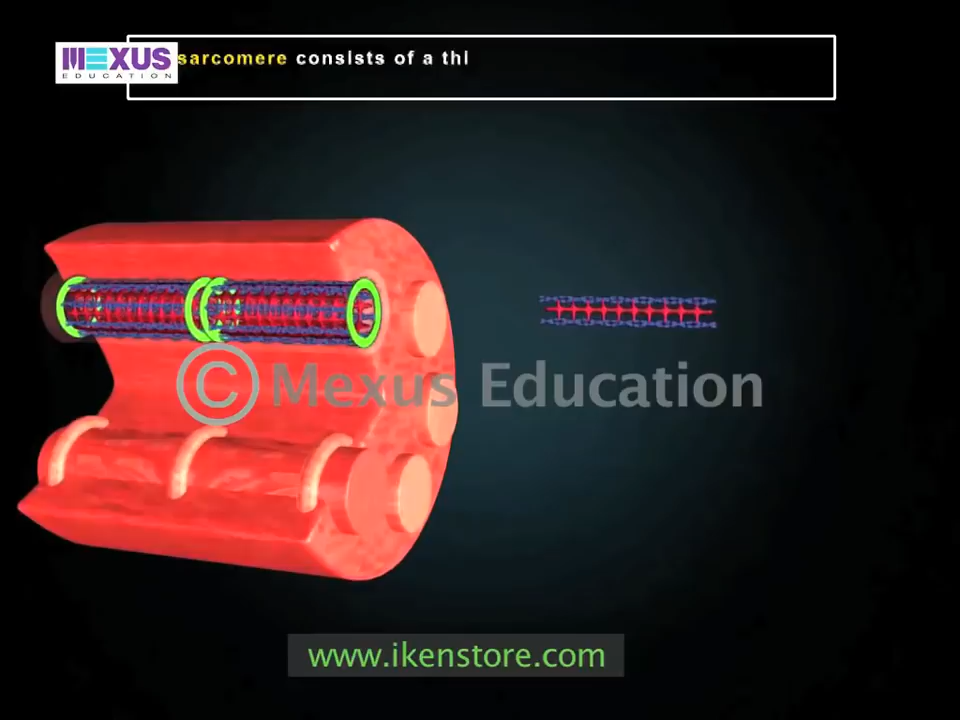 MEXUS
EDUCATION
sarcomere consists of a thi
© Mexus Education
www.ikenstore.com